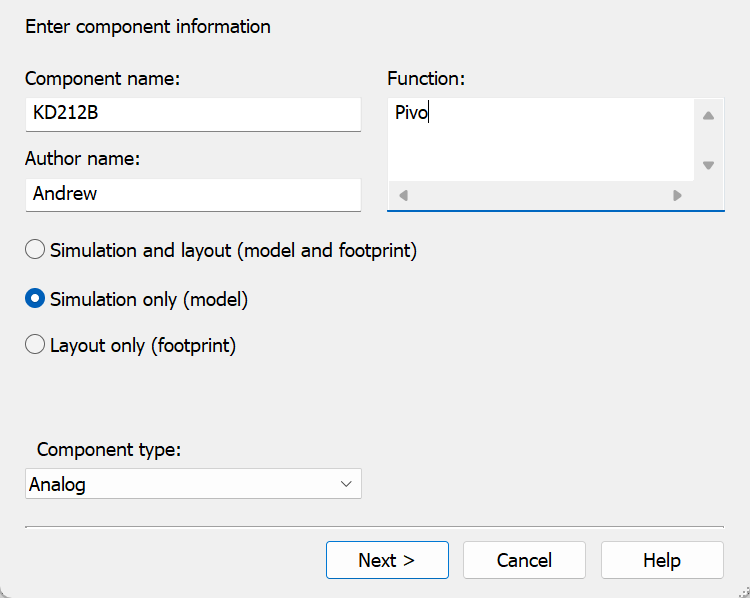 Enter component information
Component name:
KD212B
Author name:
Andrew
Function:
Pivo
Simulation and layout (model and footprint)
Simulation only (model)
Layout only (footprint)
Component type:
Analog
Next >
Cancel
Help